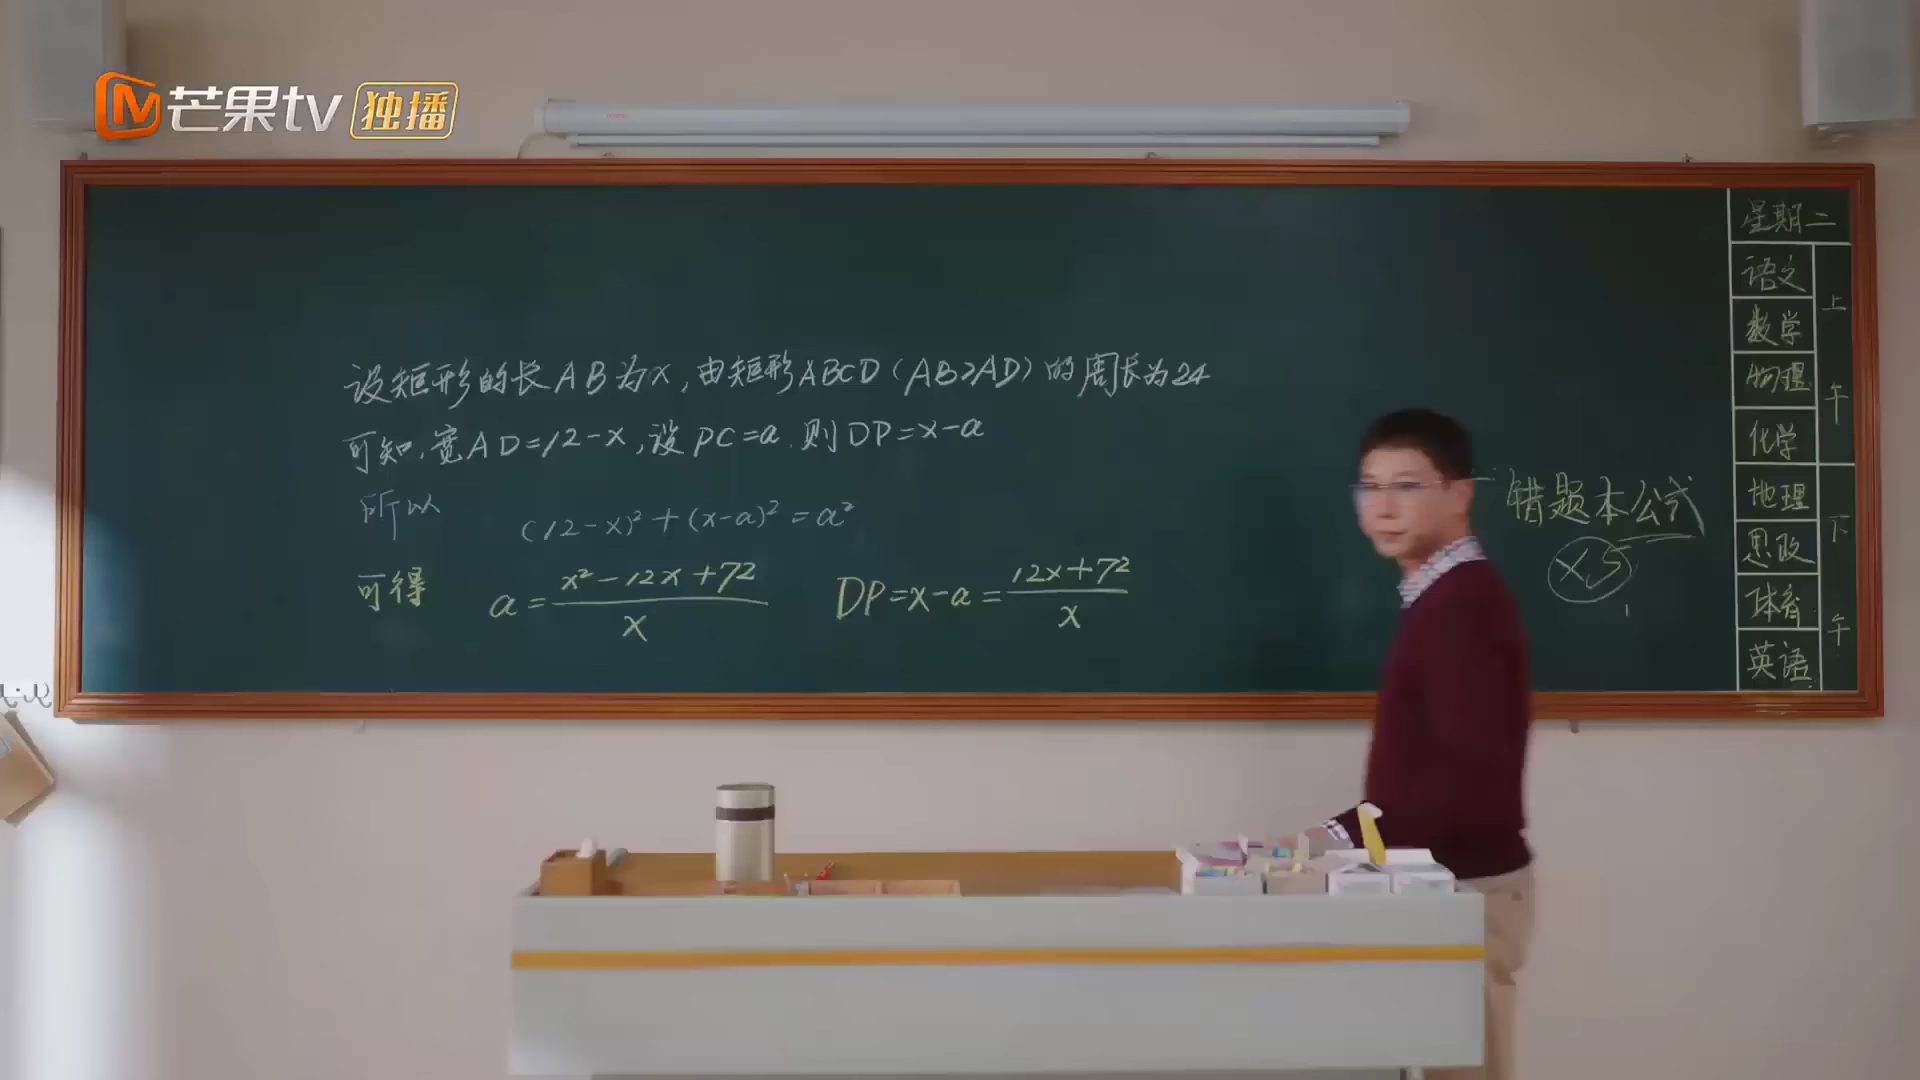 芒果tv 独播
设矩形的长AB为x,由矩形ABCD(AB>AD)的周长为24
可知,宽AD=12-x,设PC=a.则DP=x-a
所以 (12-x)²+(x-a)²=a²
可得 a=(x²-12x+72)/x DP=x-a=(12x+72)/x
错题本公式
x5
星期二
语文
数学
物理
化学
上午
地理
思政
体育
英语
下午